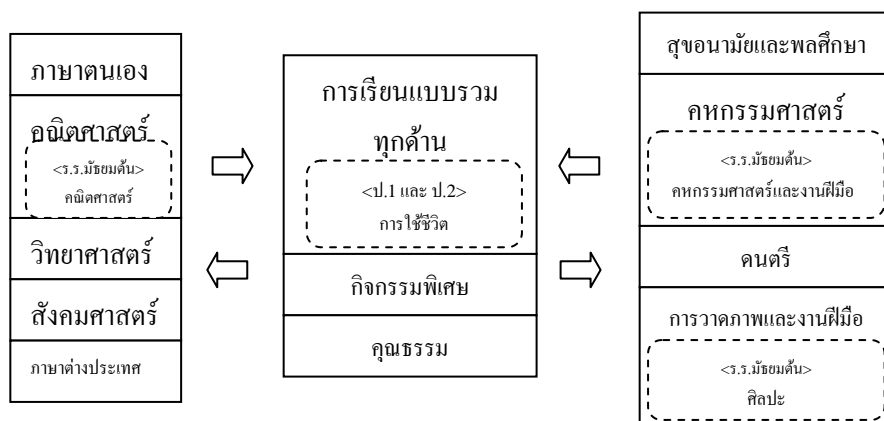 ภาษาตนเอง
คณิตศาสตร์
<ร.ร.มัธยมต้น>
คณิตศาสตร์
วิทยาศาสตร์
สังคมศาสตร์
ภาษาต่างประเทศ
การเรียนแบบรวม
ทุกด้าน
<ป.1 และ ป.2>
การใช้ชีวิต
กิจกรรมพิเศษ
คุณธรรม
สุขอนามัยและพลศึกษา
คหกรรมศาสตร์
<ร.ร.มัธยมต้น>
คหกรรมศาสตร์และงานฝีมือ
ดนตรี
การวาดภาพและงานฝีมือ
<ร.ร.มัธยมต้น>
ศิลปะ